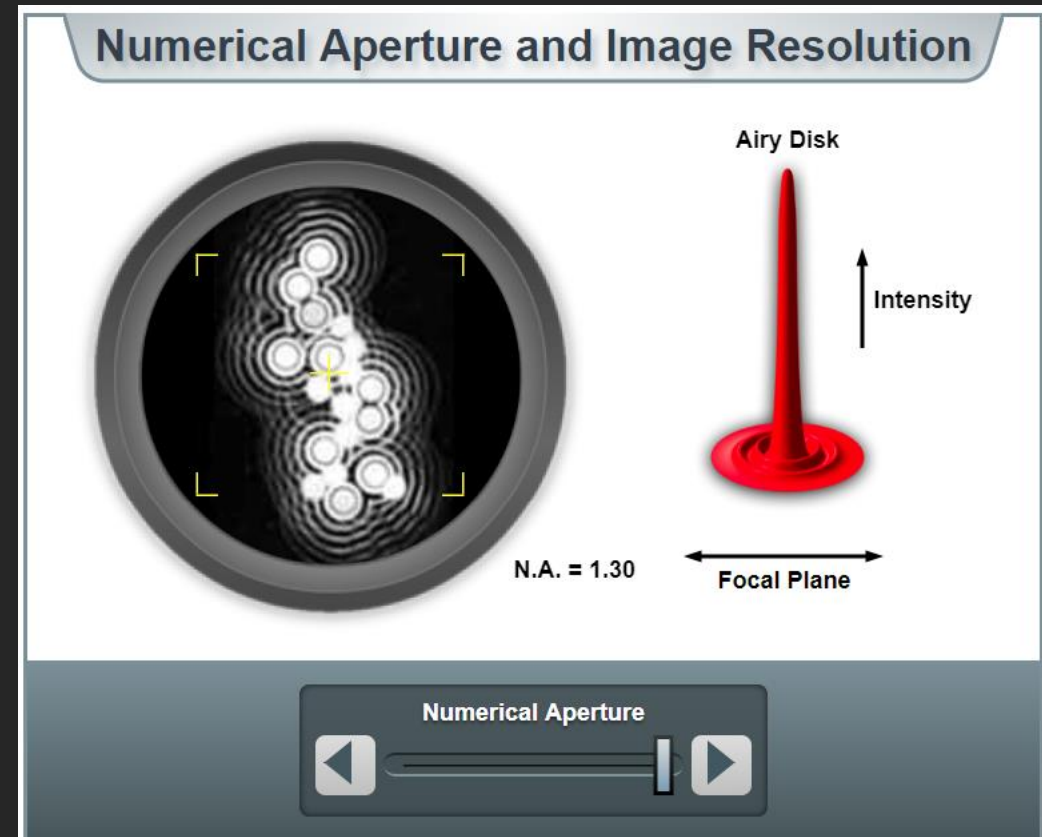 Numerical Aperture and Image Resolution
Airy Disk
Intensity
N.A. = 1.30
Focal Plane
Numerical Aperture